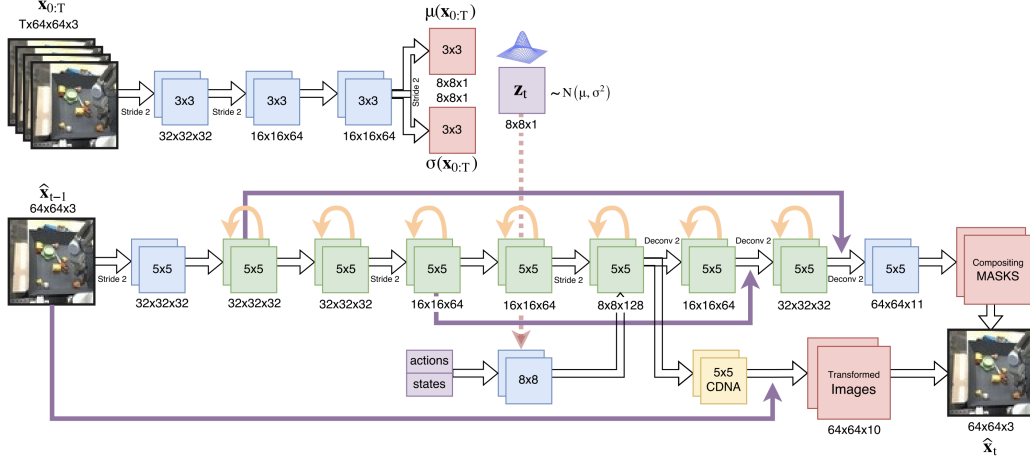 x0:T
Tx64x64x3
Stride 2
3x3
32x32x32
Stride 2
3x3
16x16x64
3x3
16x16x64
Stride 2
μ(x0:T)
3x3
8x8x1
8x8x1
3x3
σ(x0:T)
zt
~N(μ, σ²)
8x8x1
x̂t−1
64x64x3
Stride 2
5x5
32x32x32
5x5
32x32x32
5x5
32x32x32
Stride 2
5x5
16x16x64
5x5
16x16x64
Stride 2
5x5
8x8x128
Deconv 2
5x5
16x16x64
Deconv 2
5x5
32x32x32
Deconv 2
5x5
64x64x11
Compositing
MASKS
actions
states
8x8
5x5
CDNA
Transformed
Images
64x64x10
64x64x3
x̂t